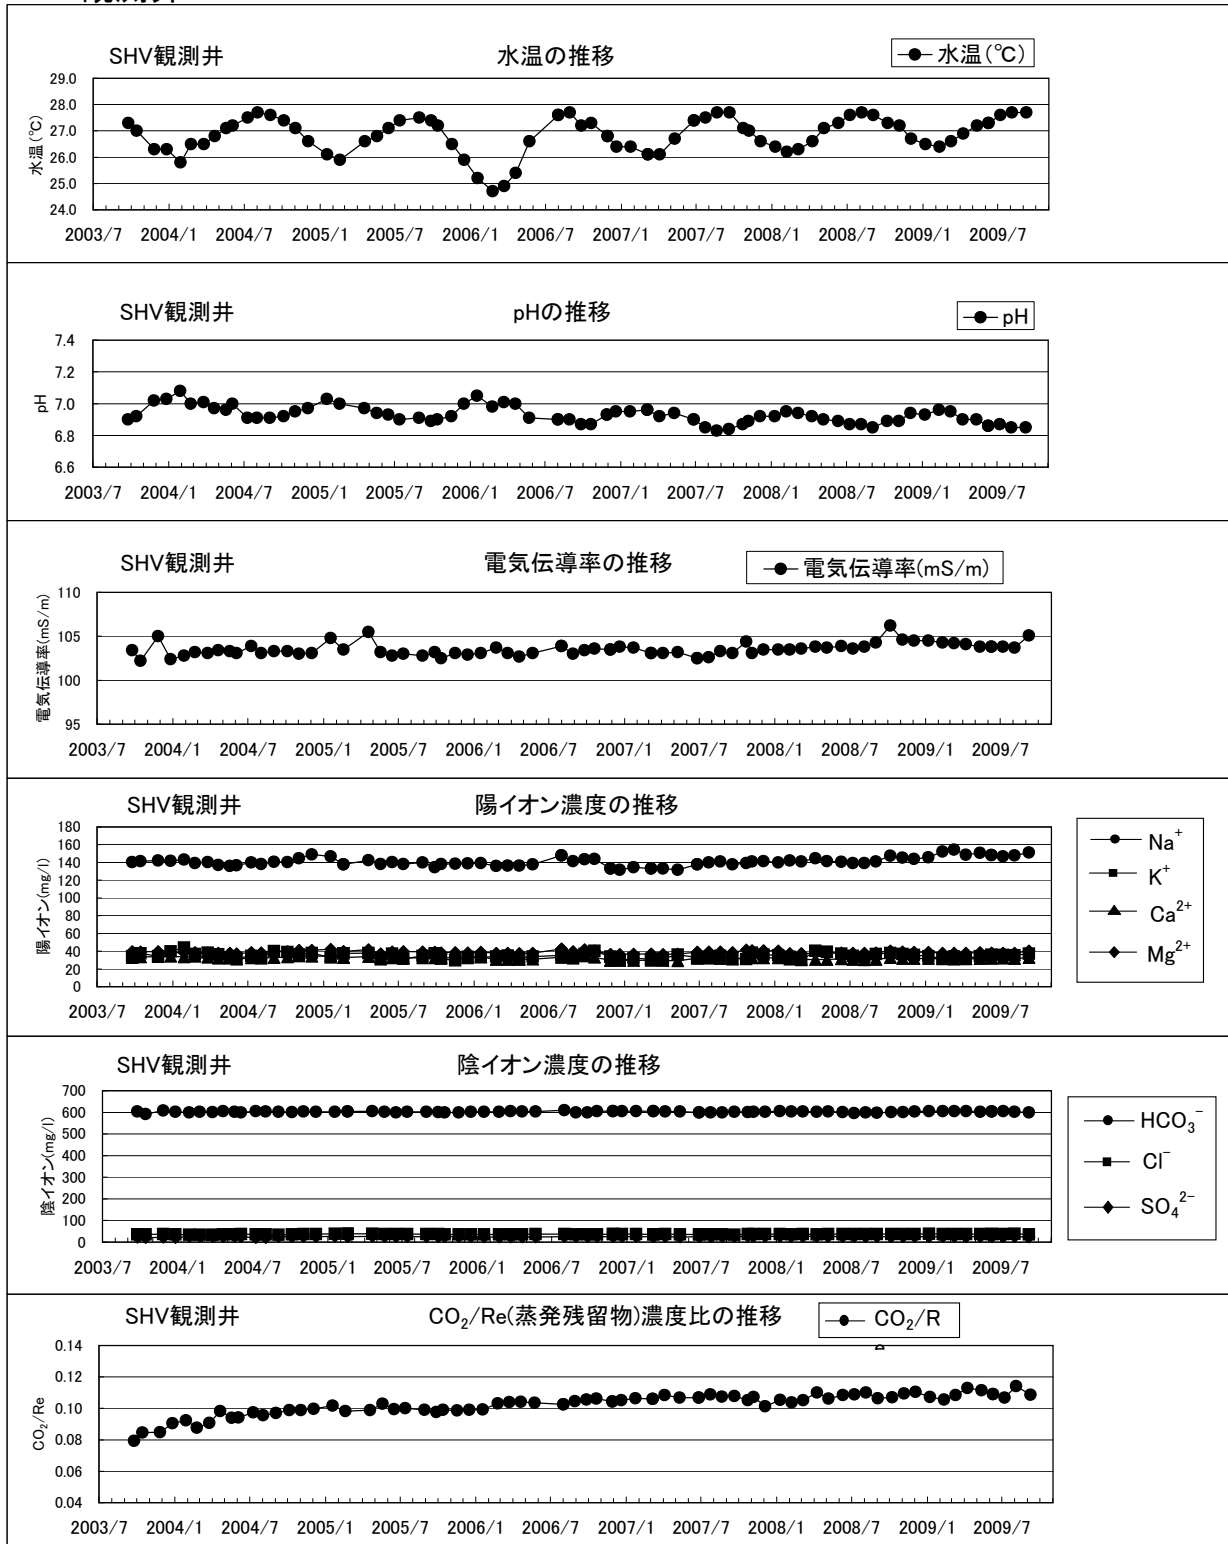 SHV観測井 水温の推移
水温(℃)
水温(℃)
29.0
28.0
27.0
26.0
25.0
24.0
2003/7 2004/1 2004/7 2005/1 2005/7 2006/1 2006/7 2007/1 2007/7 2008/1 2008/7 2009/1 2009/7
SHV観測井 pHの推移
pH
pH
7.4
7.2
7.0
6.8
6.6
2003/7 2004/1 2004/7 2005/1 2005/7 2006/1 2006/7 2007/1 2007/7 2008/1 2008/7 2009/1 2009/7
SHV観測井 電気伝導率の推移
電気伝導率(mS/m)
電気伝導率(mS/m)
110
105
100
95
2003/7 2004/1 2004/7 2005/1 2005/7 2006/1 2006/7 2007/1 2007/7 2008/1 2008/7 2009/1 2009/7
SHV観測井 陽イオン濃度の推移
陽イオン(mg/l)
180
160
140
120
100
80
60
40
20
0
2003/7 2004/1 2004/7 2005/1 2005/7 2006/1 2006/7 2007/1 2007/7 2008/1 2008/7 2009/1 2009/7
Na⁺
K⁺
Ca²⁺
Mg²⁺
SHV観測井 陰イオン濃度の推移
陰イオン(mg/l)
700
600
500
400
300
200
100
0
2003/7 2004/1 2004/7 2005/1 2005/7 2006/1 2006/7 2007/1 2007/7 2008/1 2008/7 2009/1 2009/7
HCO₃⁻
Cl⁻
SO₄²⁻
SHV観測井 CO₂/Re(蒸発残留物)濃度比の推移
CO₂/R
CO₂/Re
0.14
0.12
0.10
0.08
0.06
0.04
2003/7 2004/1 2004/7 2005/1 2005/7 2006/1 2006/7 2007/1 2007/7 2008/1 2008/7 2009/1 2009/7